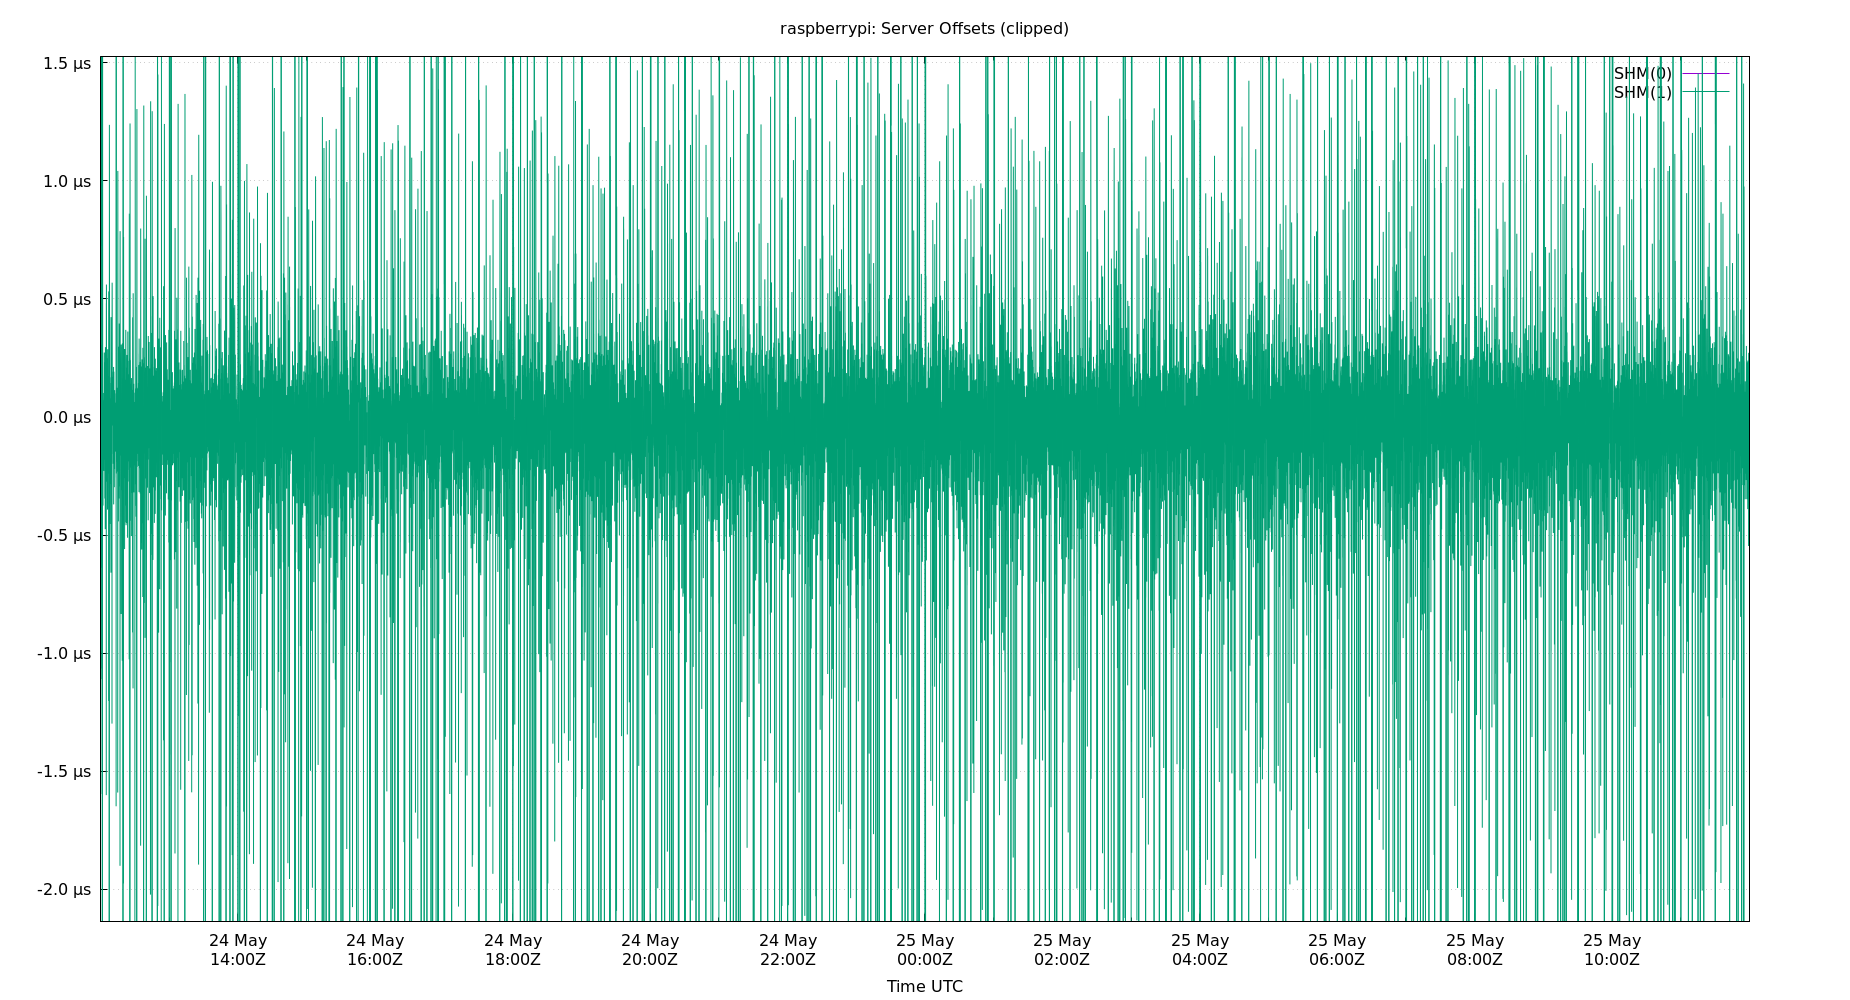 raspberrypi: Server Offsets (clipped)
SHM(0)
SHM(1)
1.5 µs
1.0 µs
0.5 µs
0.0 µs
-0.5 µs
-1.0 µs
-1.5 µs
-2.0 µs
24 May 24 May 24 May 24 May 24 May 25 May 25 May 25 May 25 May 25 May 25 May
14:00Z 16:00Z 18:00Z 20:00Z 22:00Z 00:00Z 02:00Z 04:00Z 06:00Z 08:00Z 10:00Z
Time UTC